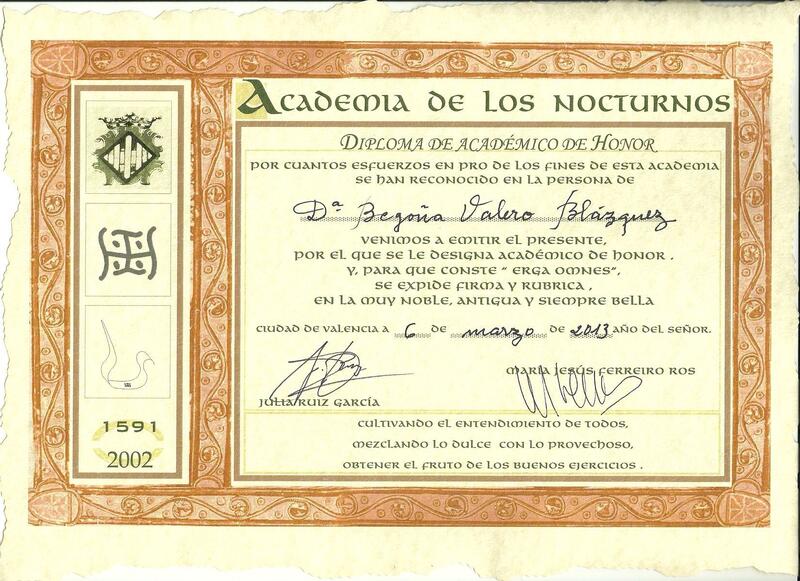 ACADEMIA DE LOS NOCTURNOS
DIPLOMA DE ACADÉMICO DE HONOR
POR CUANTOS ESFUERZOS EN PRO DE LOS FINES DE ESTA ACADEMIA
SE HAN RECONOCIDO EN LA PERSONA DE
Dª Begoña Valero Blázquez
VENIMOS A EMITIR EL PRESENTE,
POR EL QUE SE LE DESIGNA ACADÉMICO DE HONOR .
Y, PARA QUE CONSTE " ERGA OMNES",
SE EXPIDE FIRMA Y RUBRICA ,
EN LA MUY NOBLE, ANTIGUA Y SIEMPRE BELLA
CIUDAD DE VALENCIA A 6 DE marzo DE 2013 AÑO DEL SEÑOR.
MARÍA JESÚS FERREIRO ROS
JULIA RUIZ GARCÍA
CULTIVANDO EL ENTENDIMIENTO DE TODOS,
MEZCLANDO LO DULCE CON LO PROVECHOSO,
OBTENER EL FRUTO DE LOS BUENOS EJERCICIOS .
1591
2002